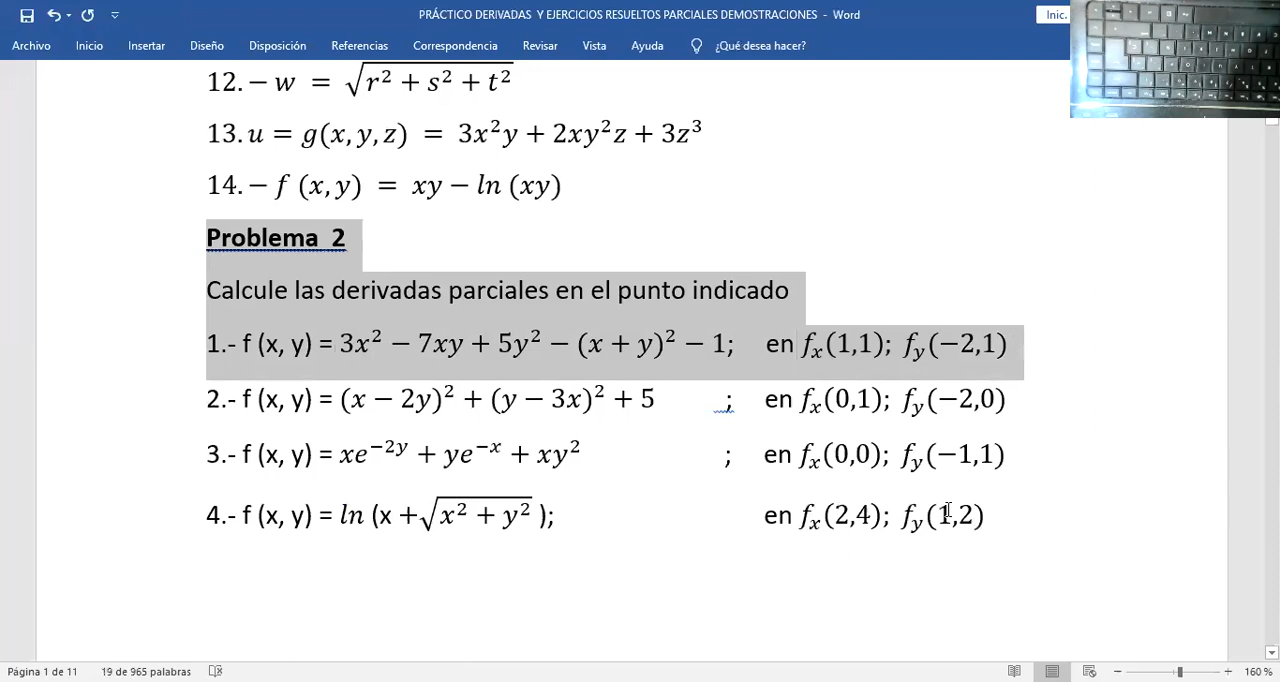 PRÁCTICO DERIVADAS Y EJERCICIOS RESUELTOS PARCIALES DEMOSTRACIONES - Word
Inic.
Archivo Inicio Insertar Diseño Disposición Referencias Correspondencia Revisar Vista Ayuda ¿Qué desea hacer?
12. − w = √(r² + s² + t²)
13. u = g(x, y, z) = 3x²y + 2xy²z + 3z³
14. − f (x, y) = xy − ln (xy)
Problema 2
Calcule las derivadas parciales en el punto indicado
1.- f (x, y) = 3x² − 7xy + 5y² − (x + y)² − 1; en fₓ(1,1); f_y(−2,1)
2.- f (x, y) = (x − 2y)² + (y − 3x)² + 5 ; en fₓ(0,1); f_y(−2,0)
3.- f (x, y) = xe^(−2y) + ye^(−x) + xy² ; en fₓ(0,0); f_y(−1,1)
4.- f (x, y) = ln (x + √(x² + y²) ); en fₓ(2,4); f_y(1,2)
Página 1 de 11 19 de 965 palabras 160 %